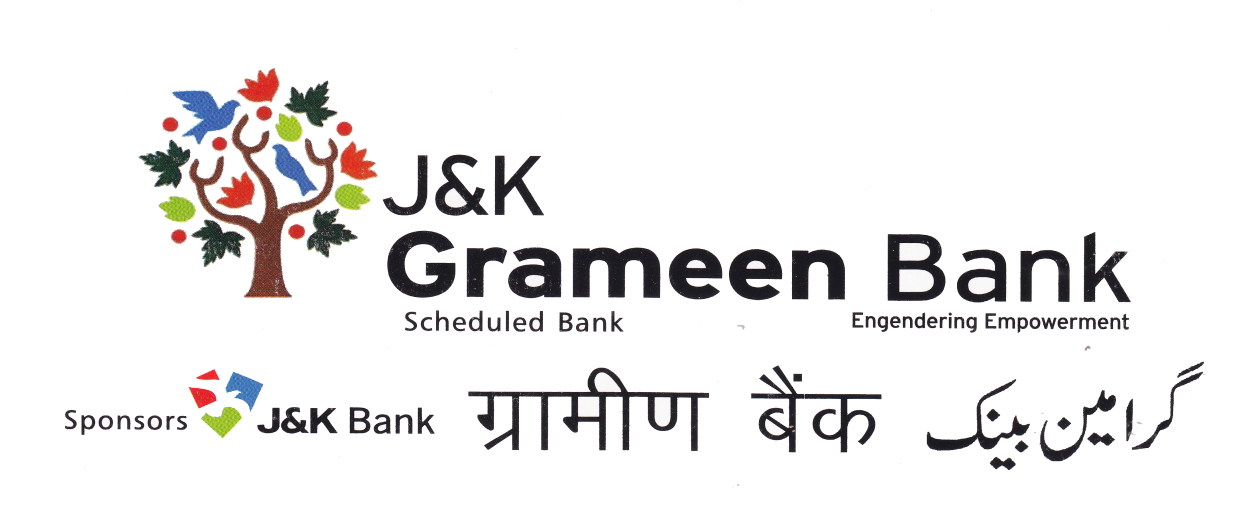 J&K
Grameen Bank
Scheduled Bank Engendering Empowerment
Sponsors J&K Bank ग्रामीण बैंक گرامین بینک